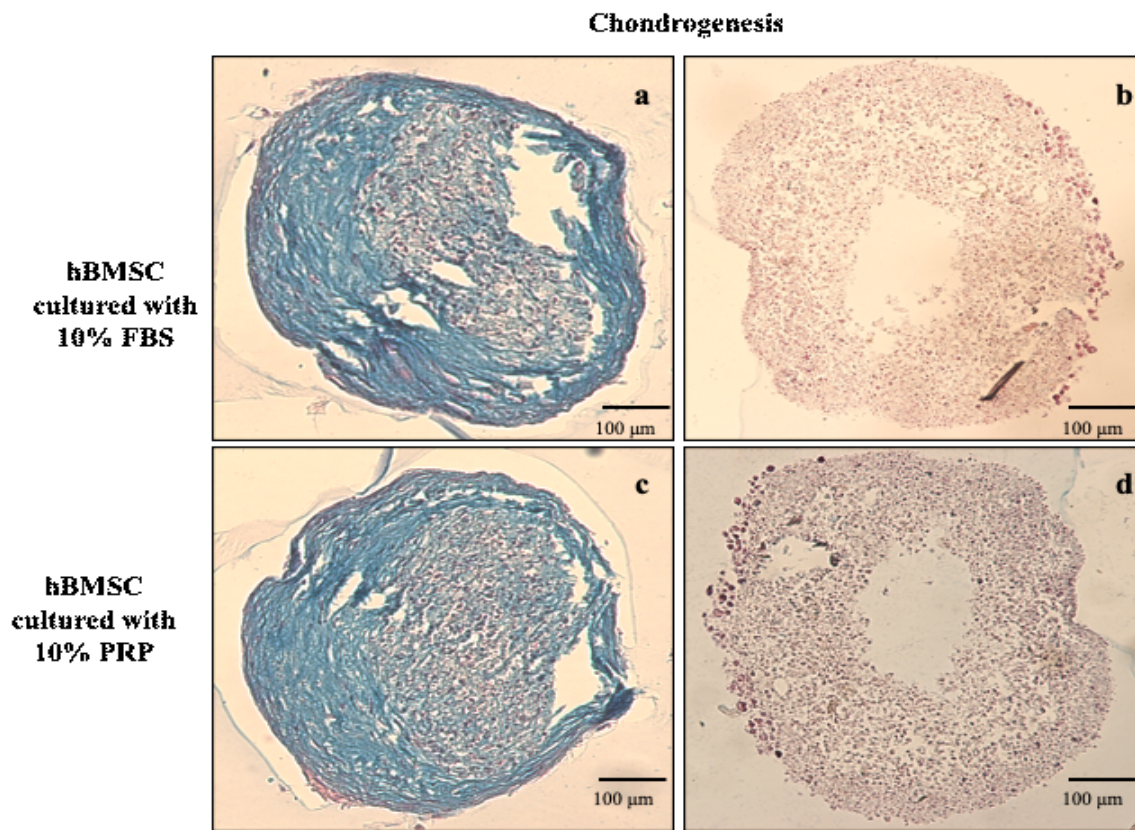 Chondrogenesis
a
b
hBMSC
cultured with
10% FBS
100 µm
100 µm
c
d
hBMSC
cultured with
10% PRP
100 µm
100 µm